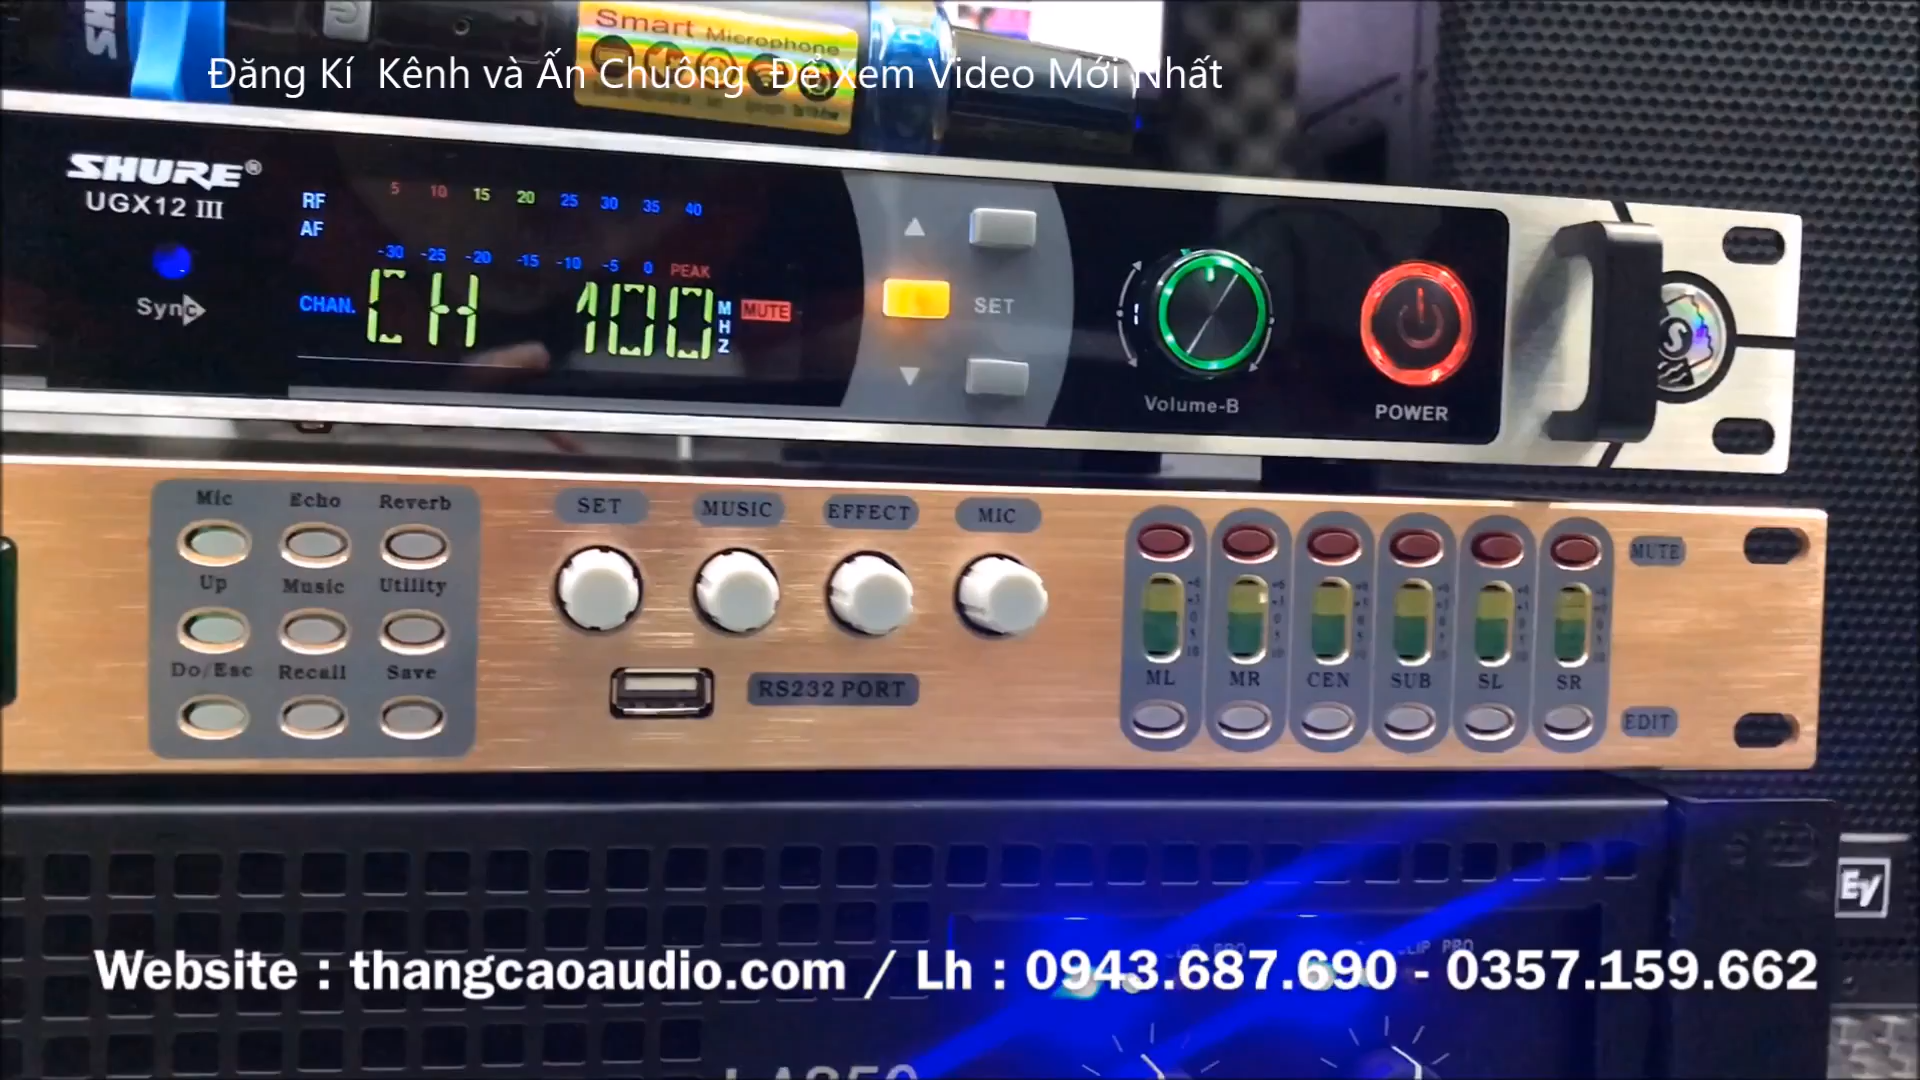 SH
Smart Microphone
Đăng Kí Kênh và Ấn Chuông Để Xem Video Mới Nhất
SHURE®
UGX12 III
Sync
RF 5 10 15 20 25 30 35 40
AF
-30 -25 -20 -15 -10 -5 0 PEAK
CHAN. CH 100 MHZ MUTE
SET
Volume-B
POWER
S
Mic Echo Reverb
Up Music Utility
Do/Esc Recall Save
SET MUSIC EFFECT MIC
RS232 PORT
MUTE
ML MR CEN SUB SL SR
EDIT
EV
Website : thangcaoaudio.com / Lh : 0943.687.690 - 0357.159.662